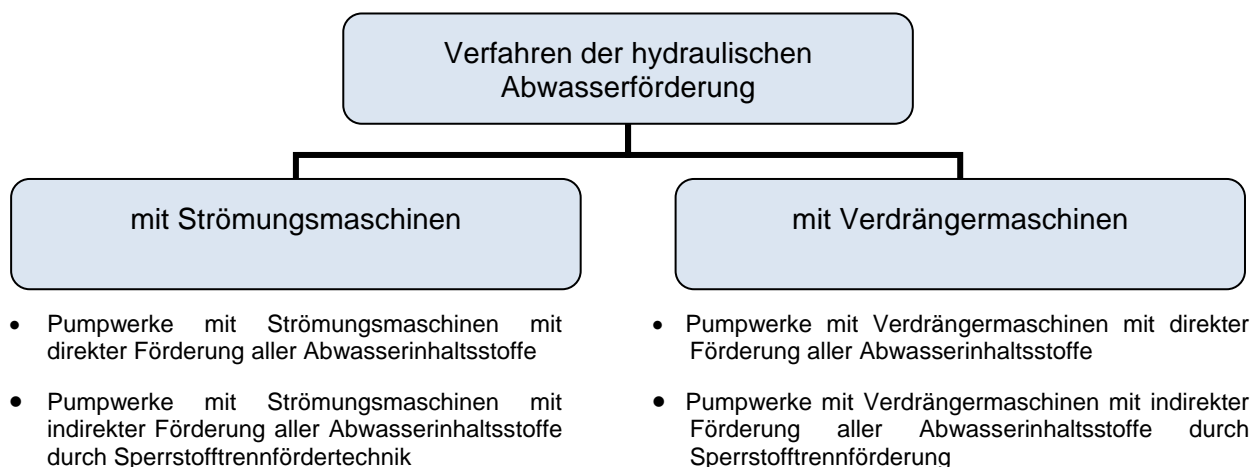 Verfahren der hydraulischen
Abwasserförderung
mit Strömungsmaschinen
mit Verdrängermaschinen
• Pumpwerke mit Strömungsmaschinen mit
direkter Förderung aller Abwasserinhaltsstoffe
• Pumpwerke mit Strömungsmaschinen mit
indirekter Förderung aller Abwasserinhaltsstoffe
durch Sperrstofftrennfördertechnik
• Pumpwerke mit Verdrängermaschinen mit direkter
Förderung aller Abwasserinhaltsstoffe
• Pumpwerke mit Verdrängermaschinen mit indirekter
Förderung aller Abwasserinhaltsstoffe durch
Sperrstofftrennförderung